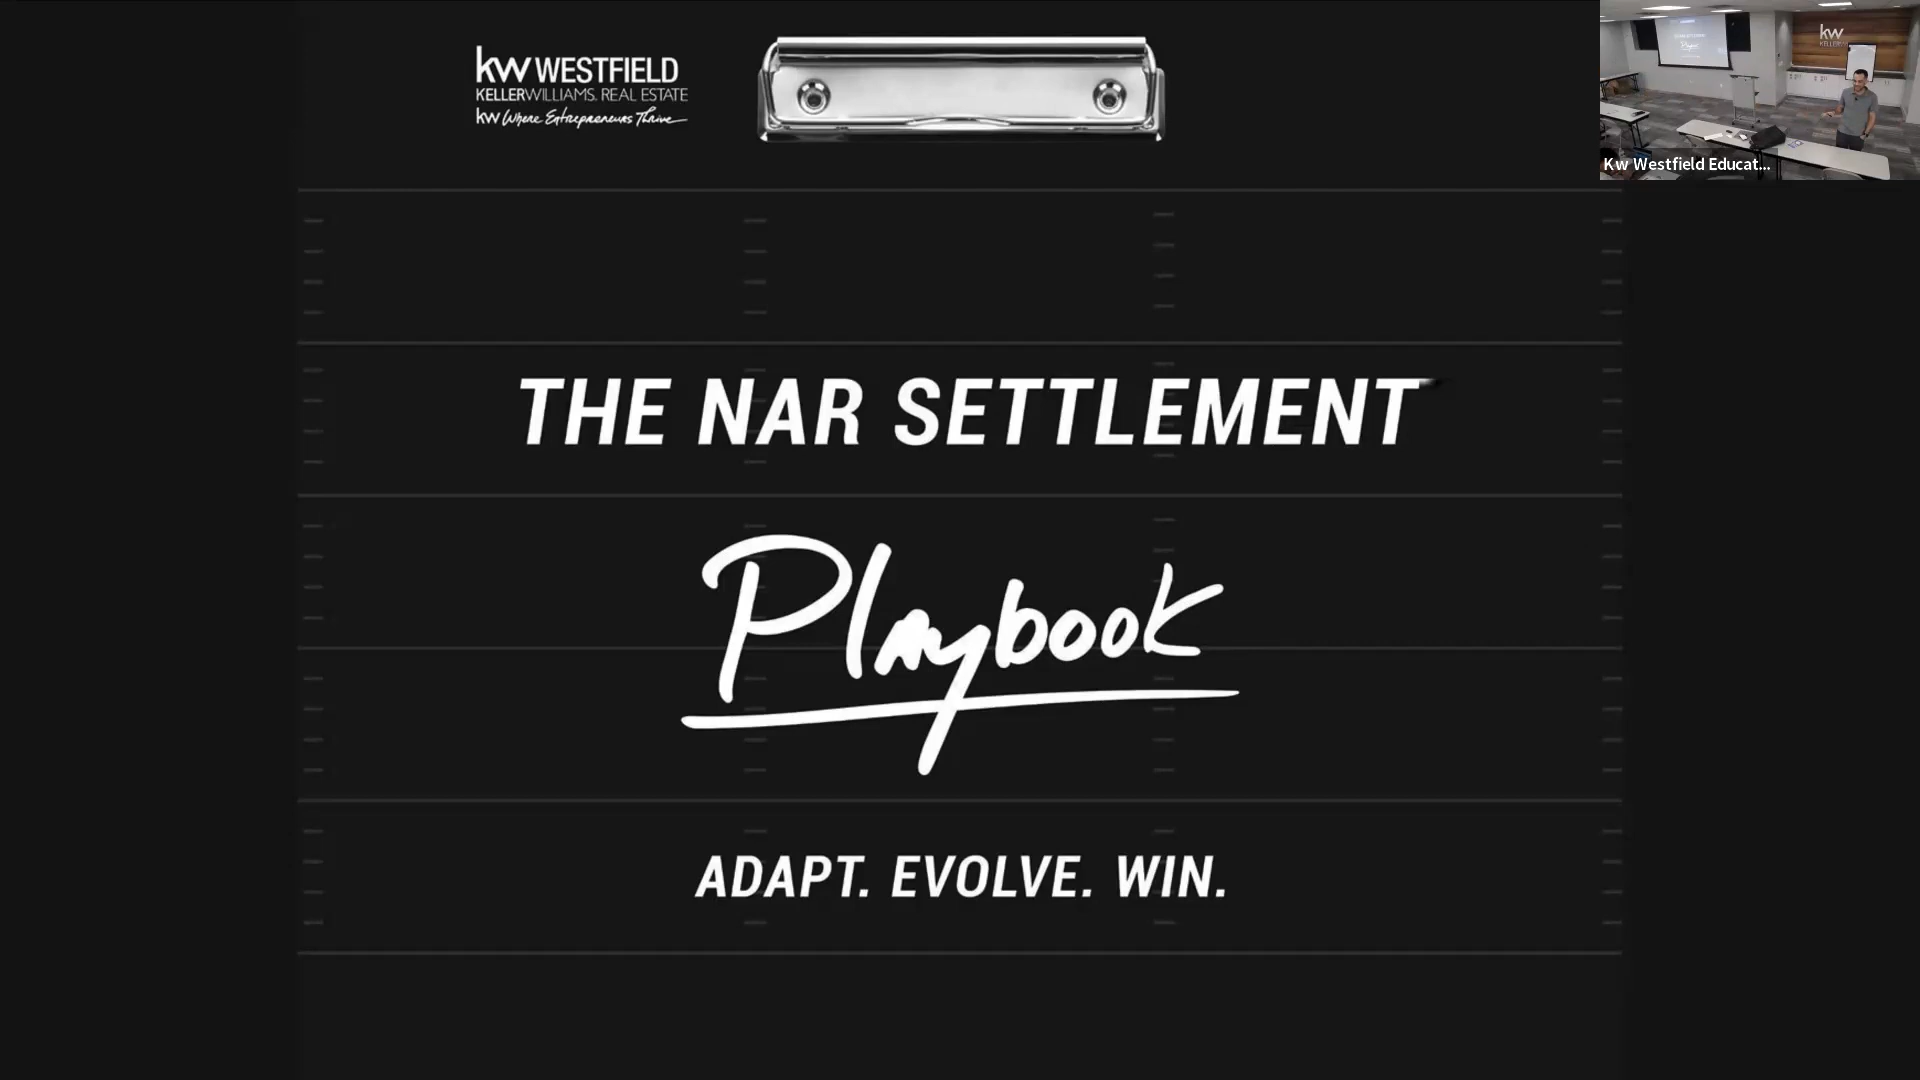 kw WESTFIELD
KELLERWILLIAMS. REAL ESTATE
kw Where Entrepreneurs Thrive
THE NAR SETTLEMENT
Playbook
ADAPT. EVOLVE. WIN.
kw
Kw Westfield Educat...